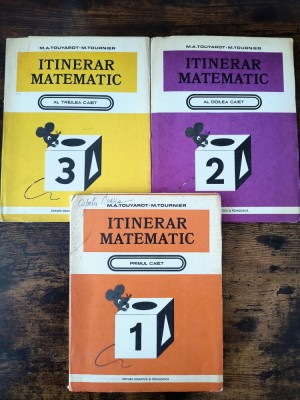 M.A.TOUYAROT-M.TOURNIER
ITINERAR
MATEMATIC
AL TREILEA CAIET
3
M.A.TOUYAROT-M.TOURNIER
ITINERAR
MATEMATIC
AL DOILEA CAIET
2
M.A.TOUYAROT-M.TOURNIER
ITINERAR
MATEMATIC
PRIMUL CAIET
1
EDITURA DIDACTICĂ ŞI PEDAGOGICĂ